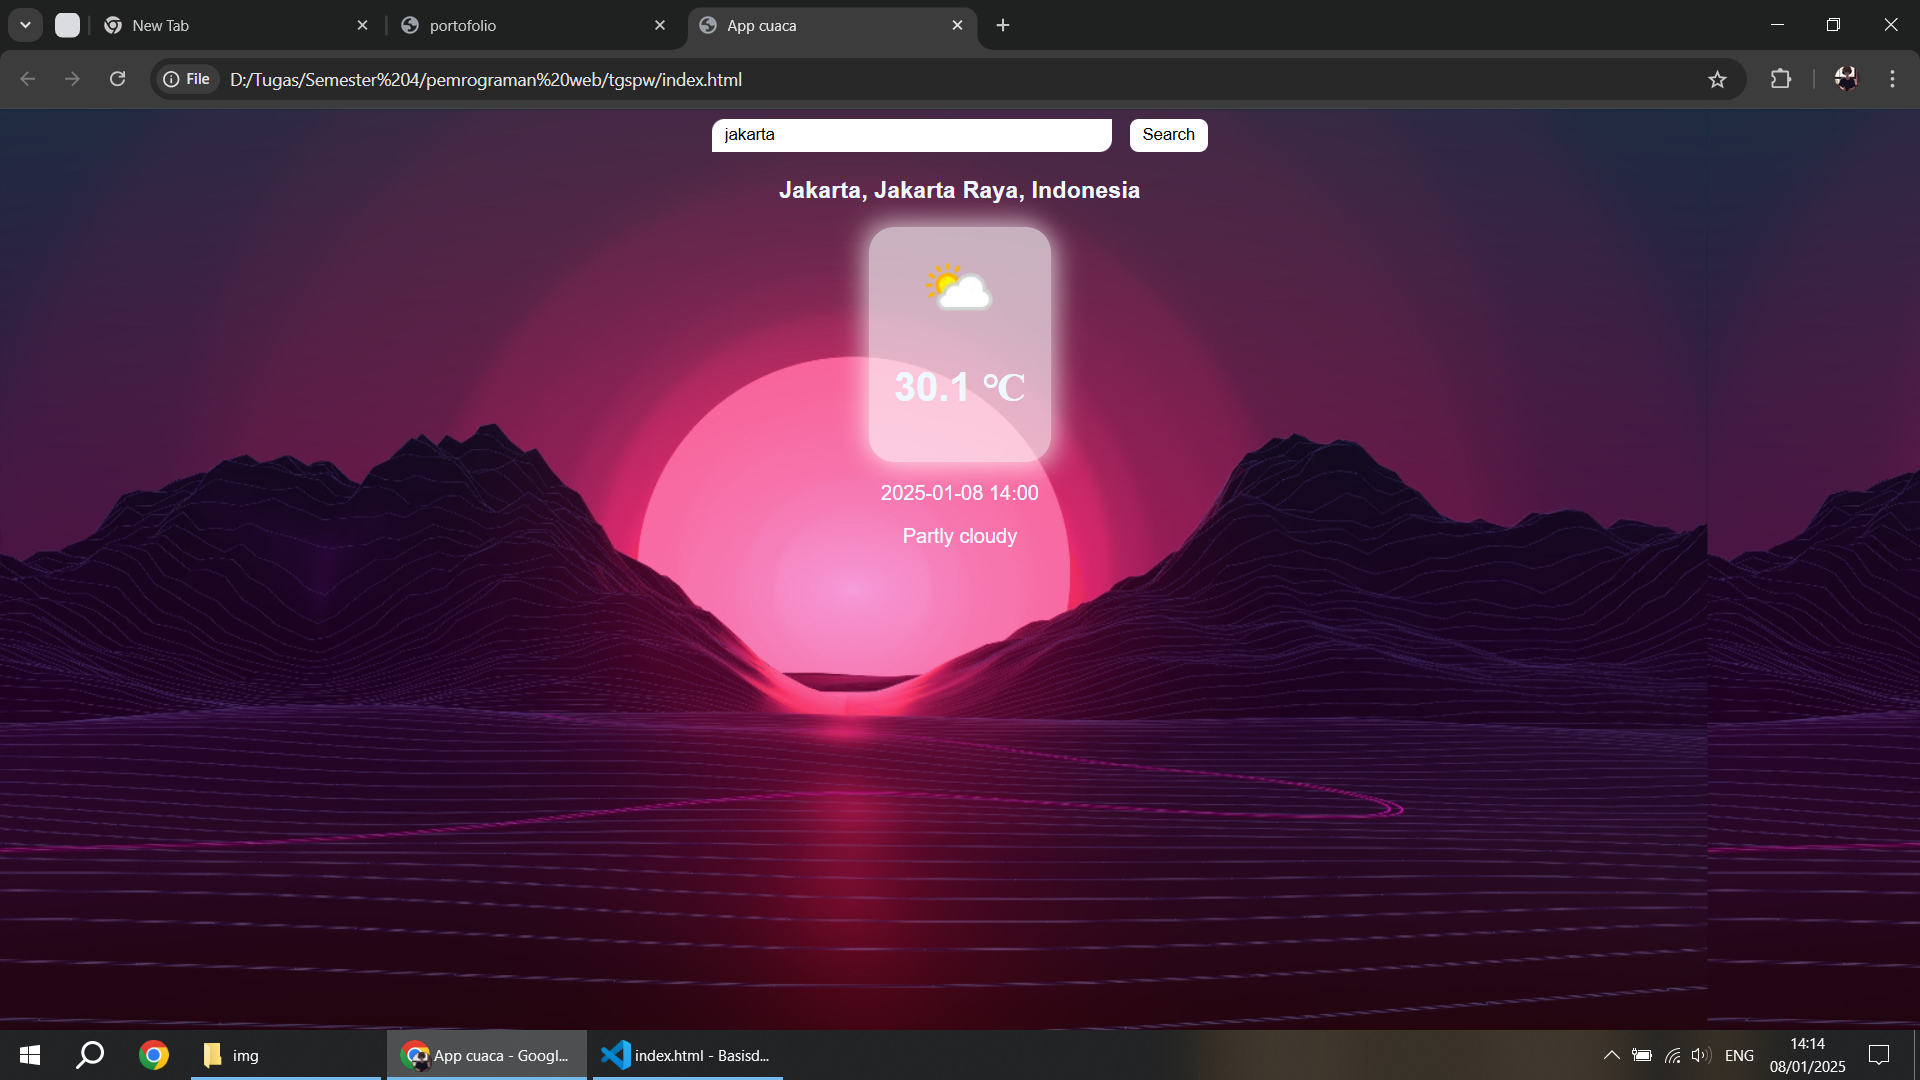 New Tab
portofolio
App cuaca
File
D:/Tugas/Semester%204/pemrograman%20web/tgspw/index.html
jakarta
Search
Jakarta, Jakarta Raya, Indonesia
30.1 °C
2025-01-08 14:00
Partly cloudy
img
App cuaca - Googl...
index.html - Basisd...
ENG
14:14
08/01/2025